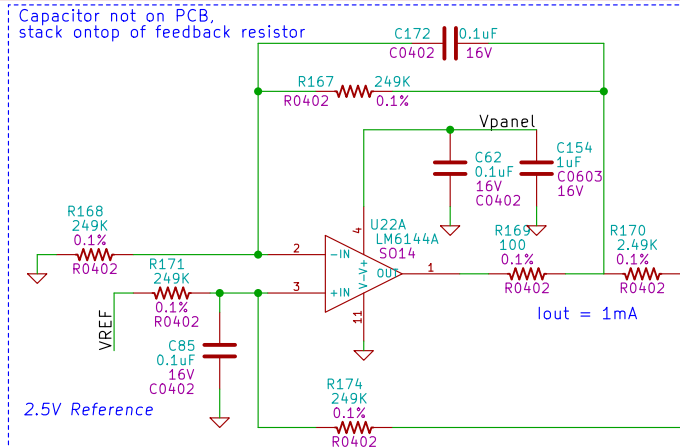 Capacitor not on PCB,
stack ontop of feedback resistor
C172 0.1uF
C0402 16V
R167 249K
R0402 0.1%
Vpanel
C62
0.1uF
16V
C0402
C154
1uF
C0603
16V
R168
249K
0.1%
R0402
2
4
U22A
LM6144A
SO14
-IN
V+
OUT
1
V-
+IN
3
11
R169
100
0.1%
R0402
R170
2.49K
0.1%
R0402
Iout = 1mA
R171
249K
0.1%
R0402
VREF
C85
0.1uF
16V
C0402
2.5V Reference
R174
249K
0.1%
R0402